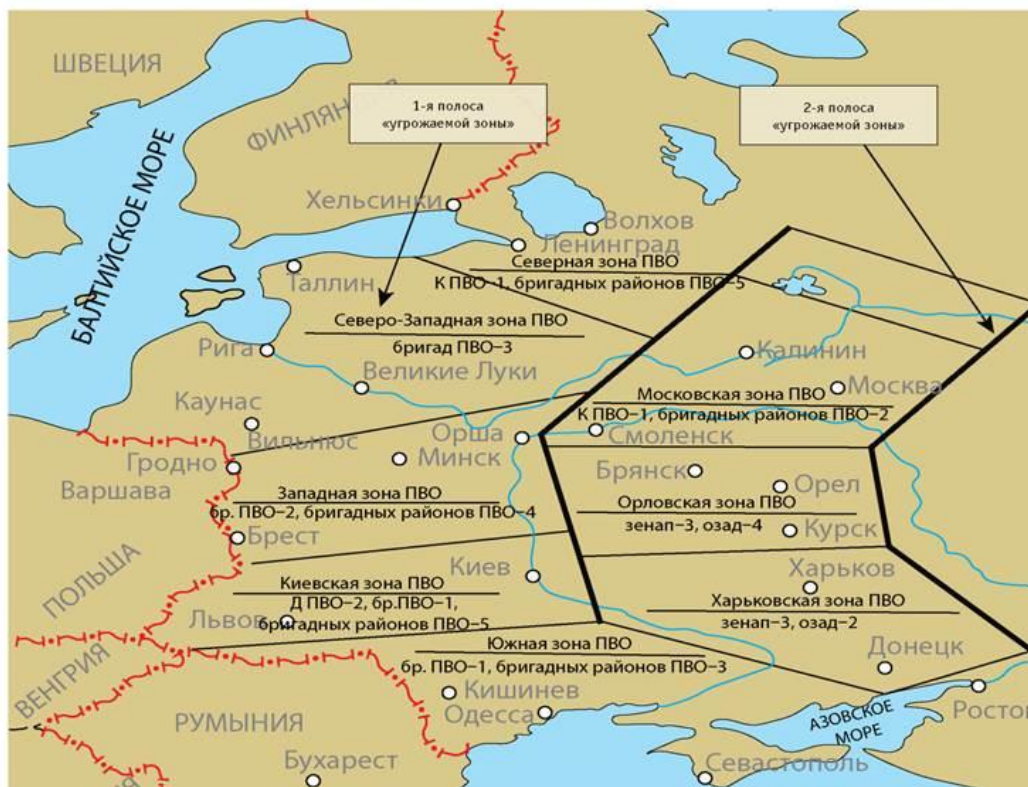 ШВЕЦИЯ
1-я полоса
«угрожаемой зоны»
2-я полоса
«угрожаемой зоны»
Хельсинки
Волхов
Ленинград
БАЛТИЙСКОЕ МОРЕ
Северная зона ПВО
К ПВО–1, бригадных районов ПВО–5
Таллин
Северо-Западная зона ПВО
бригад ПВО–3
Рига
Калинин
Великие Луки
Москва
Московская зона ПВО
К ПВО–1, бригадных районов ПВО–2
Каунас
Вильнюс
Орша
Смоленск
Минск
Гродно
Варшава
Брянск
Орел
Западная зона ПВО
бр. ПВО–2, бригадных районов ПВО–4
Орловская зона ПВО
зенап–3, озад–4
Брест
Курск
ПОЛЬША
Киев
Харьков
Киевская зона ПВО
Д ПВО–2, бр.ПВО–1,
бригадных районов ПВО–5
Львов
Харьковская зона ПВО
зенап–3, озад–2
Южная зона ПВО
бр. ПВО–1, бригадных районов ПВО–3
Донецк
ВЕНГРИЯ
Кишинев
Одесса
РУМЫНИЯ
АЗОВСКОЕ
МОРЕ
Ростов
Бухарест
Севастополь